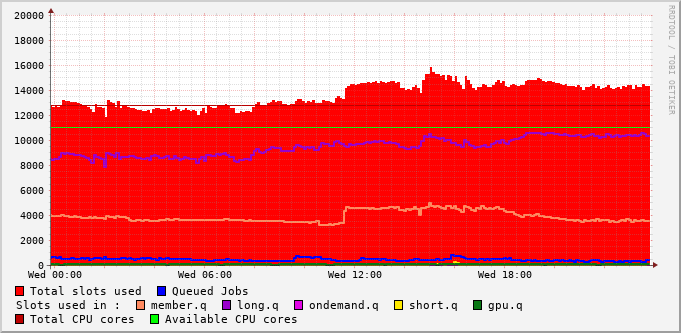 20000
18000
16000
14000
12000
10000
8000
6000
4000
2000
0
Wed 00:00 Wed 06:00 Wed 12:00 Wed 18:00
RRDTOOL / TOBI OETIKER
Total slots used Queued Jobs
Slots used in : member.q long.q ondemand.q short.q gpu.q
Total CPU cores Available CPU cores